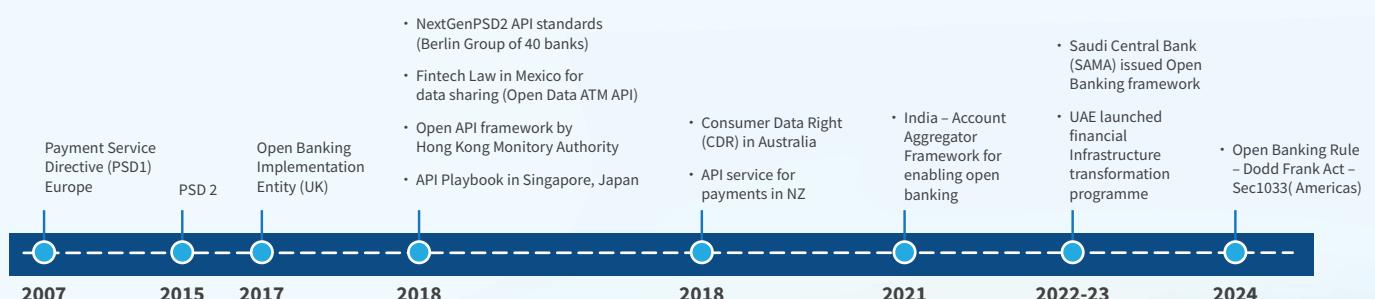 Payment Service
Directive (PSD1)
Europe
PSD 2
Open Banking
Implementation
Entity (UK)
• NextGenPSD2 API standards
(Berlin Group of 40 banks)
• Fintech Law in Mexico for
data sharing (Open Data ATM API)
• Open API framework by
Hong Kong Monitory Authority
• API Playbook in Singapore, Japan
• Consumer Data Right
(CDR) in Australia
• API service for
payments in NZ
• India – Account
Aggregator
Framework for
enabling open
banking
• Saudi Central Bank
(SAMA) issued Open
Banking framework
• UAE launched
financial
Infrastructure
transformation
programme
• Open Banking Rule
– Dodd Frank Act –
Sec1033( Americas)
2007
2015
2017
2018
2018
2021
2022-23
2024